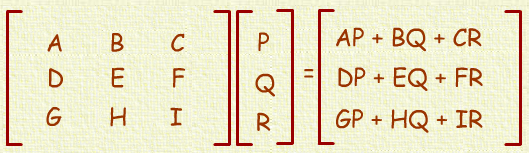 A B C P AP + BQ + CR
D E F Q = DP + EQ + FR
G H I R GP + HQ + IR